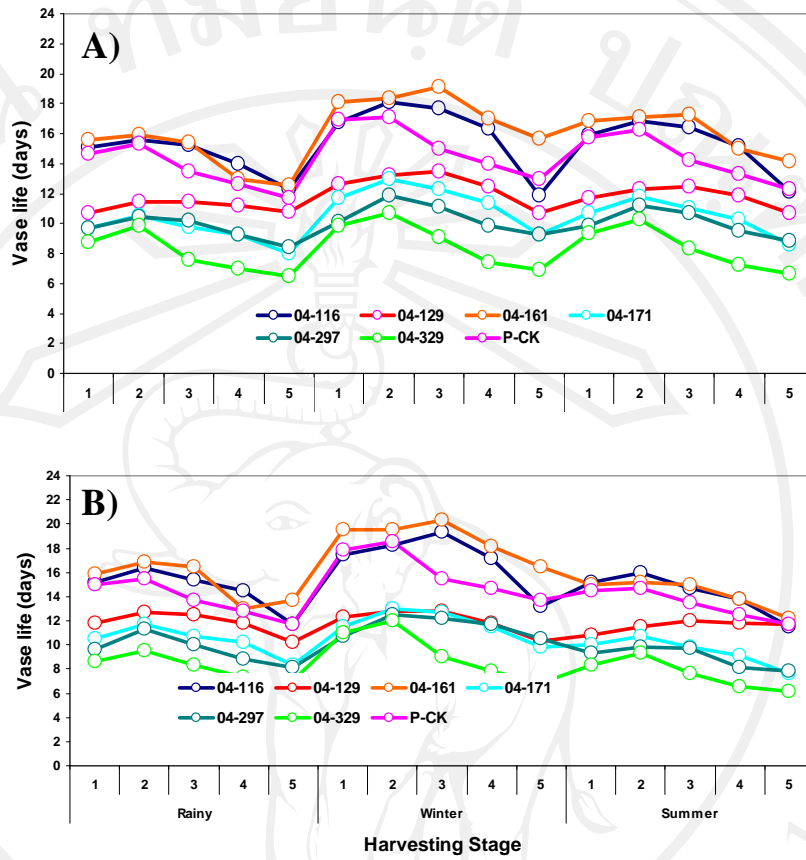 A)
Vase life (days)
24
22
20
18
16
14
12
10
8
6
4
2
0
04-116 04-129 04-161 04-171
04-297 04-329 P-CK
1 2 3 4 5 1 2 3 4 5 1 2 3 4 5
B)
Vase life (days)
24
22
20
18
16
14
12
10
8
6
4
2
0
04-116 04-129 04-161 04-171
04-297 04-329 P-CK
1 2 3 4 5 1 2 3 4 5 1 2 3 4 5
Rainy Winter Summer
Harvesting Stage